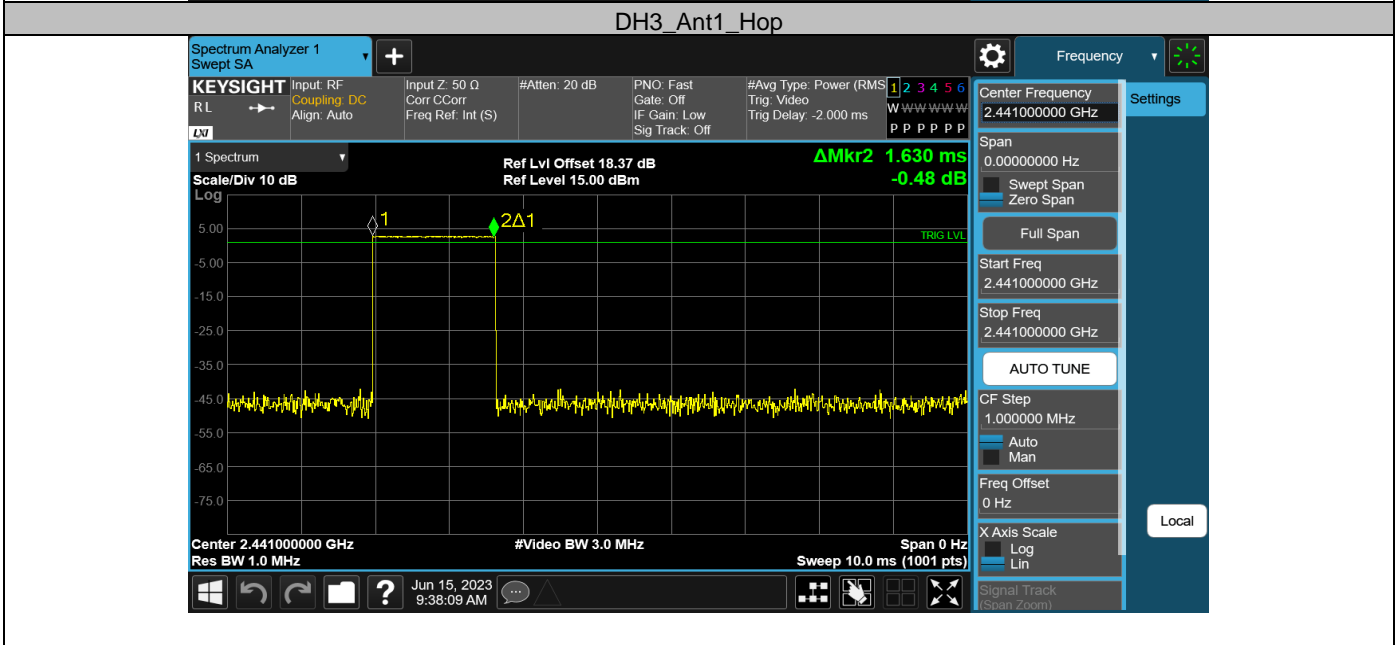 DH3_Ant1_Hop
Spectrum Analyzer 1
Swept SA
+
Frequency
KEYSIGHT
R L
LXI
Input: RF
Coupling: DC
Align: Auto
Input Z: 50 Ω
Corr CCorr
Freq Ref: Int (S)
#Atten: 20 dB
PNO: Fast
Gate: Off
IF Gain: Low
Sig Track: Off
#Avg Type: Power (RMS
Trig: Video
Trig Delay: -2.000 ms
1 2 3 4 5 6
W W W W W W
P P P P P P
1 Spectrum
Scale/Div 10 dB
Log
Ref Lvl Offset 18.37 dB
Ref Level 15.00 dBm
ΔMkr2 1.630 ms
-0.48 dB
1
2Δ1
TRIG LVL
5.00
-5.00
-15.0
-25.0
-35.0
-45.0
-55.0
-65.0
-75.0
Center 2.441000000 GHz
#Video BW 3.0 MHz
Span 0 Hz
Res BW 1.0 MHz
Sweep 10.0 ms (1001 pts)
?
Jun 15, 2023
9:38:09 AM
Center Frequency
2.441000000 GHz
Settings
Span
0.00000000 Hz
Swept Span
Zero Span
Full Span
Start Freq
2.441000000 GHz
Stop Freq
2.441000000 GHz
AUTO TUNE
CF Step
1.000000 MHz
Auto
Man
Freq Offset
0 Hz
Local
X Axis Scale
Log
Lin
Signal Track
(Span Zoom)